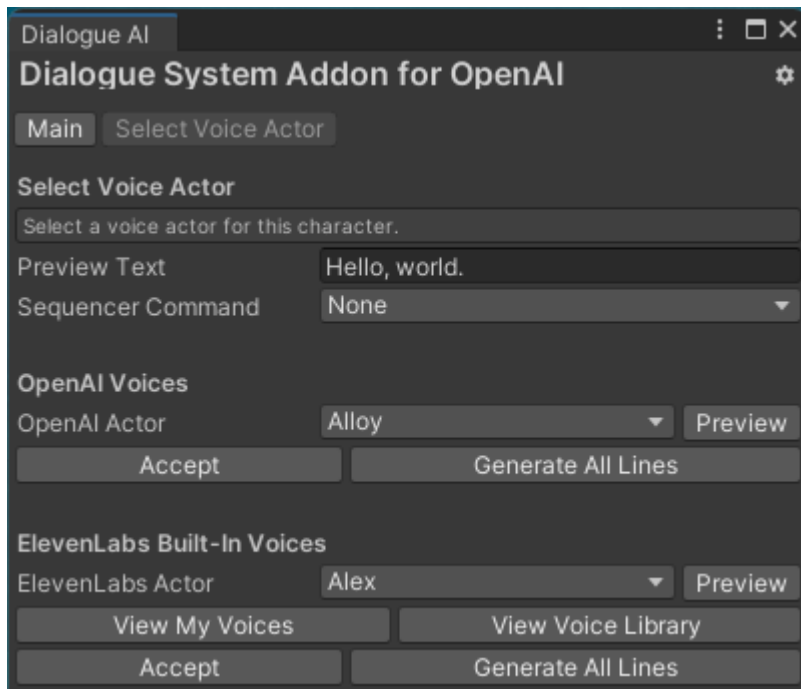 Dialogue AI
Dialogue System Addon for OpenAI
Main Select Voice Actor
Select Voice Actor
Select a voice actor for this character.
Preview Text Hello, world.
Sequencer Command None
OpenAI Voices
OpenAI Actor Alloy Preview
Accept Generate All Lines
ElevenLabs Built-In Voices
ElevenLabs Actor Alex Preview
View My Voices View Voice Library
Accept Generate All Lines